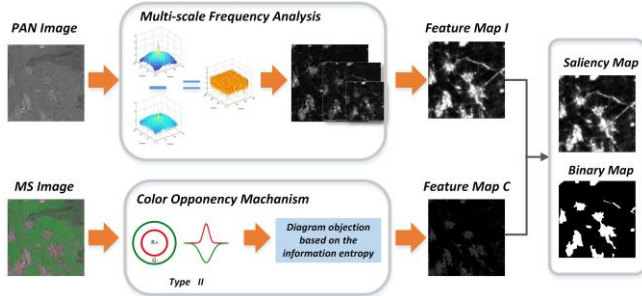 Multi-scale Frequency Analysis
PAN Image
Feature Map I
Saliency Map
MS Image
Color Opponency Machanism
Feature Map C
Binary Map
R+
G-
Diagram objection
based on the
information entropy
Type II